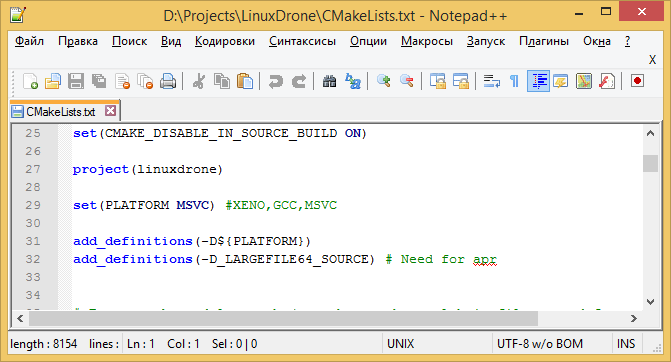 D:\Projects\LinuxDrone\CMakeLists.txt - Notepad++
Файл Правка Поиск Вид Кодировки Синтаксисы Опции Макросы Запуск Плагины Окна ?
X
CMakeLists.txt
25 set(CMAKE_DISABLE_IN_SOURCE_BUILD ON)
26
27 project(linuxdrone)
28
29 set(PLATFORM MSVC) #XENO,GCC,MSVC
30
31 add_definitions(-D${PLATFORM})
32 add_definitions(-D_LARGEFILE64_SOURCE) # Need for apr
33
34
length : 8154 lines : Ln : 1 Col : 1 Sel : 0 | 0 UNIX UTF-8 w/o BOM INS